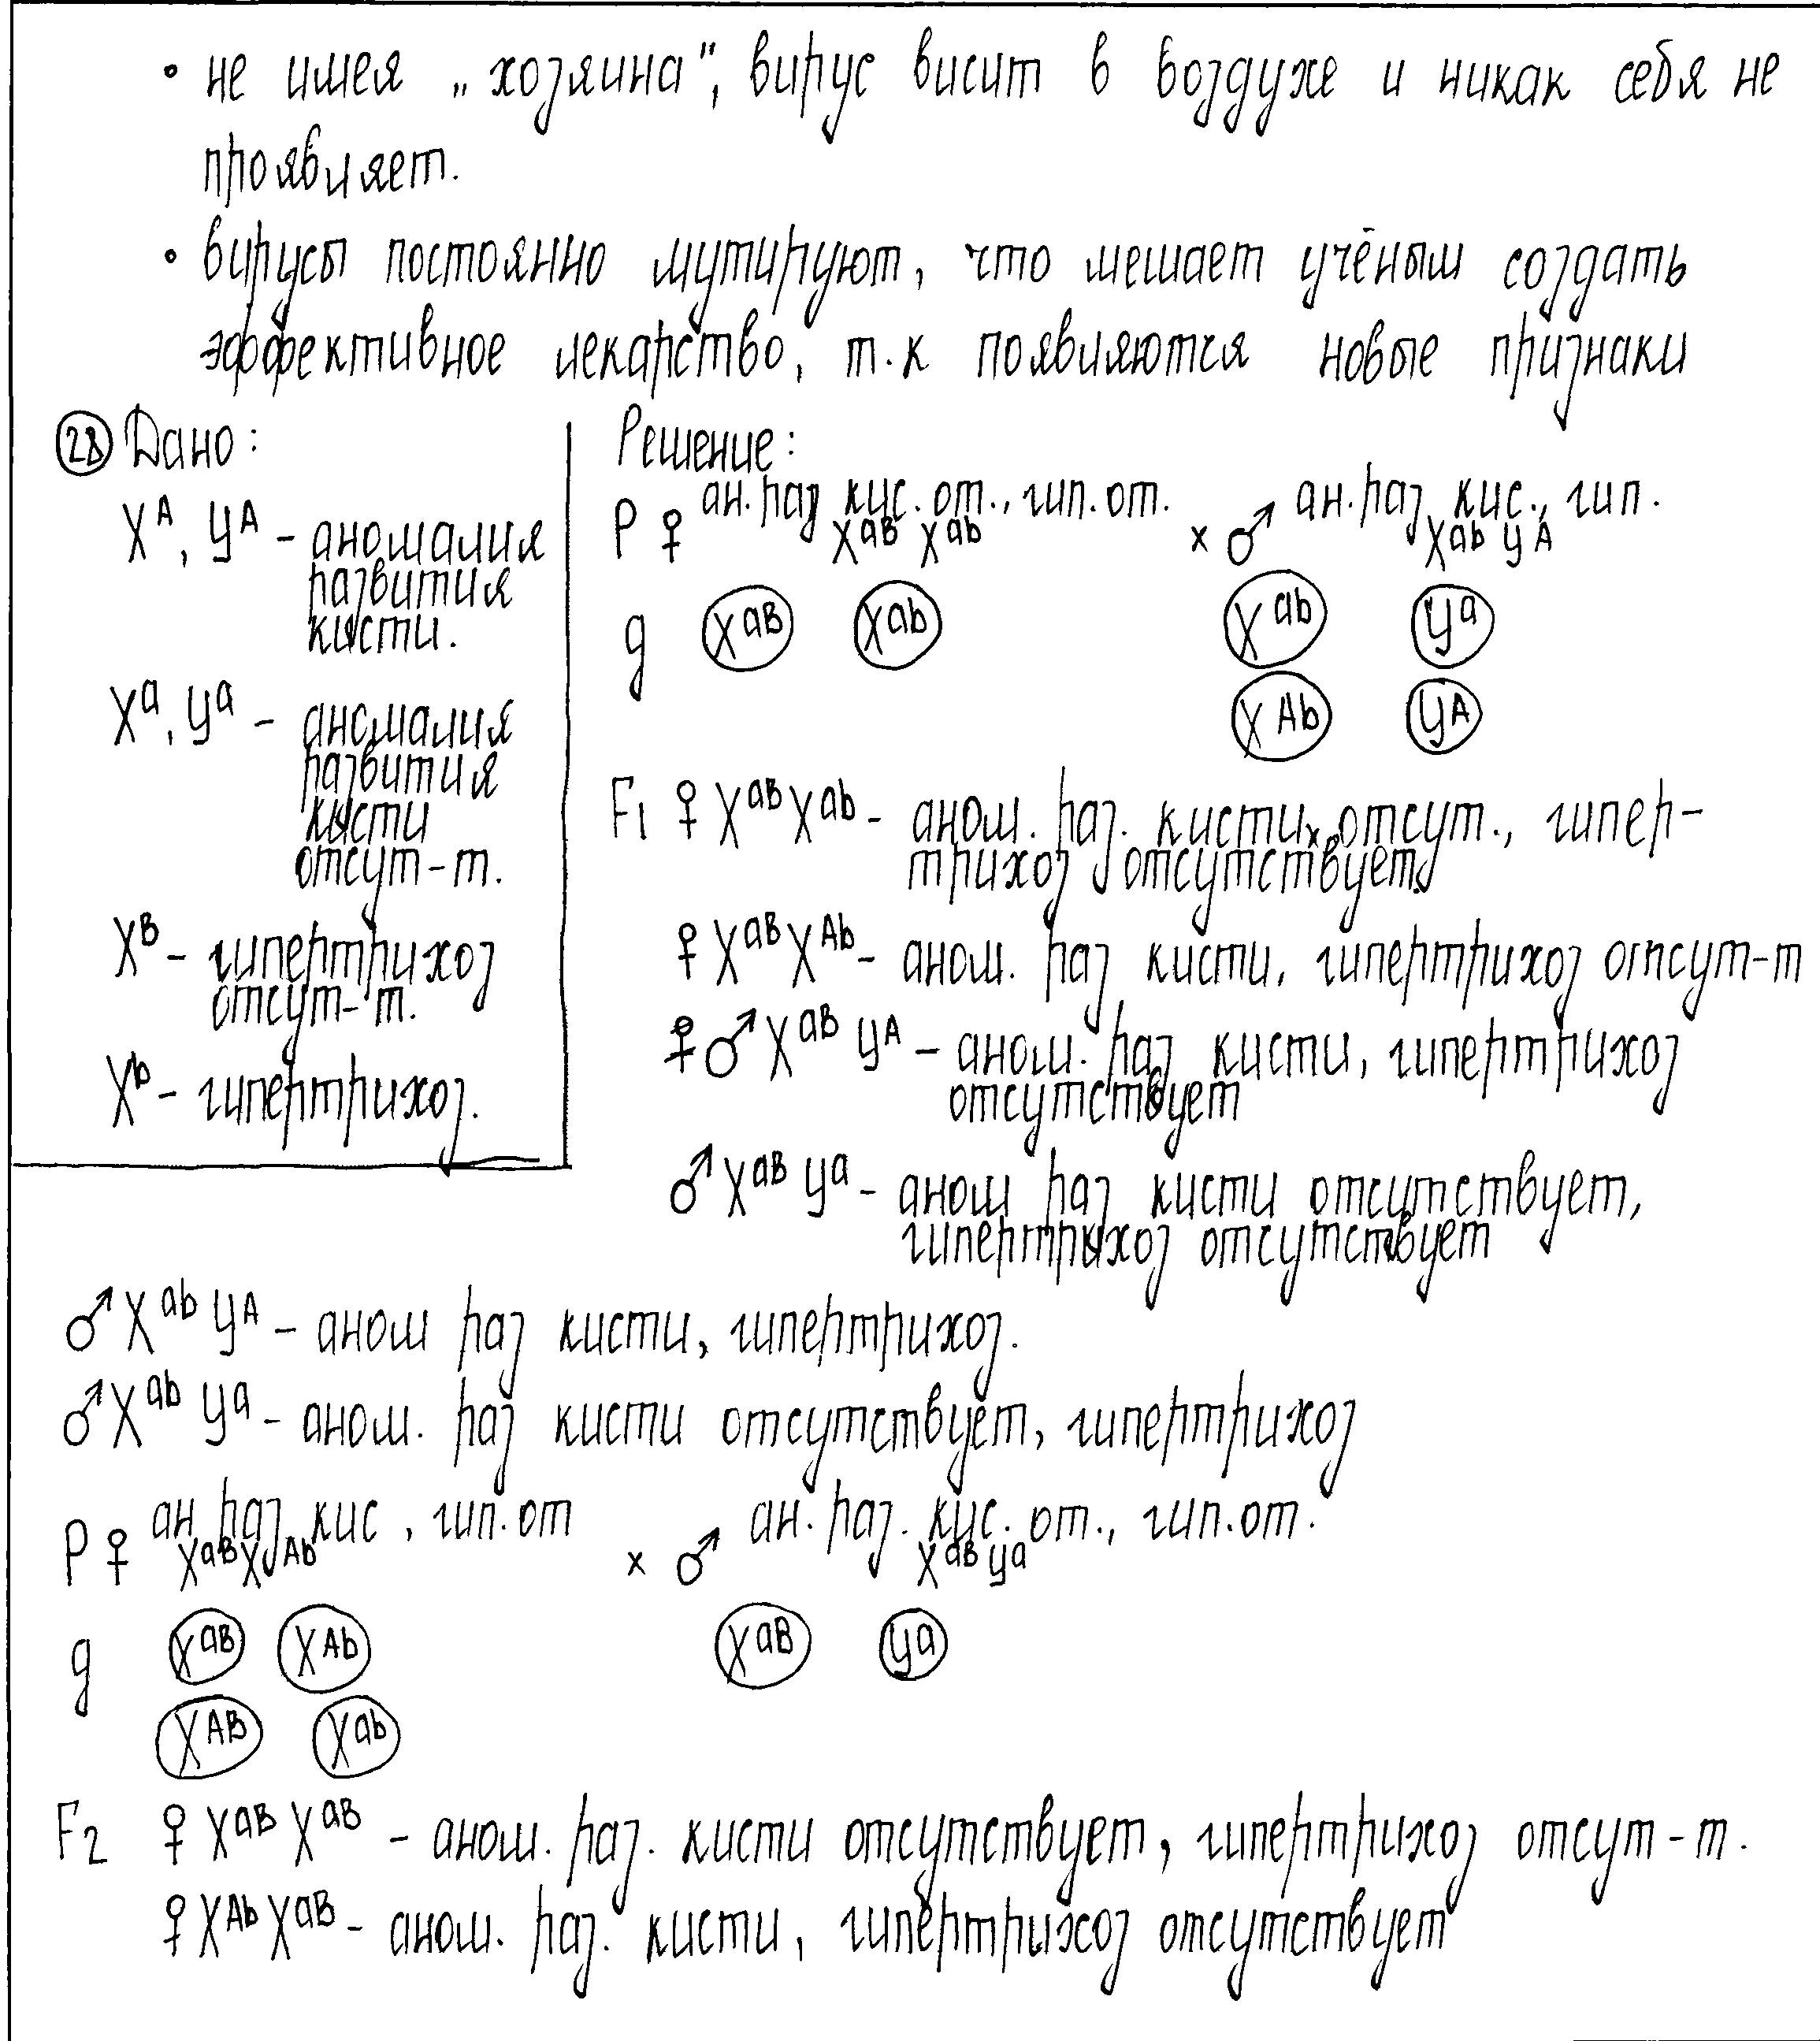 • не имея „хозяина", вирус висит в воздухе и никак себя не
проявляет.
• вирусы постоянно мутируют, что мешает учёным создать
эффективное лекарство, т.к появляются новые признаки
28 Дано:
X^A, Y^A - аномалия
развития
кисти.
X^a, Y^a - аномалия
развития
кисти
отсут-т.
X^B - гипертрихоз
отсут-т.
X^b - гипертрихоз.
Решение:
ан.раз кис. от., гип.от. ан.раз кис., гип.
P ♀ X^aB X^ab x ♂ X^ab Y^A
g X^aB X^ab X^ab Y^a
X^Ab Y^A
F1 ♀ X^aB X^ab - аном. раз. кисти отсут., гипер-
трихоз отсутствует
♀ X^aB X^Ab - аном. раз кисти, гипертрихоз отсут-т
♂ X^aB Y^A - аном. раз кисти, гипертрихоз
отсутствует
♂ X^aB Y^a - аном раз кисти отсутствует,
гипертрихоз отсутствует
♂ X^ab Y^A - аном раз кисти, гипертрихоз.
♂ X^ab Y^a - аном. раз кисти отсутствует, гипертрихоз
ан раз кис, гип.от ан. раз. кис. от., гип.от.
P ♀ X^aB X^Ab x ♂ X^aB Y^a
g X^aB X^Ab X^aB Y^a
X^AB X^ab
F2 ♀ X^aB X^aB - аном. раз. кисти отсутствует, гипертрихоз отсут-т.
♀ X^Ab X^aB - аном. раз. кисти, гипертрихоз отсутствует